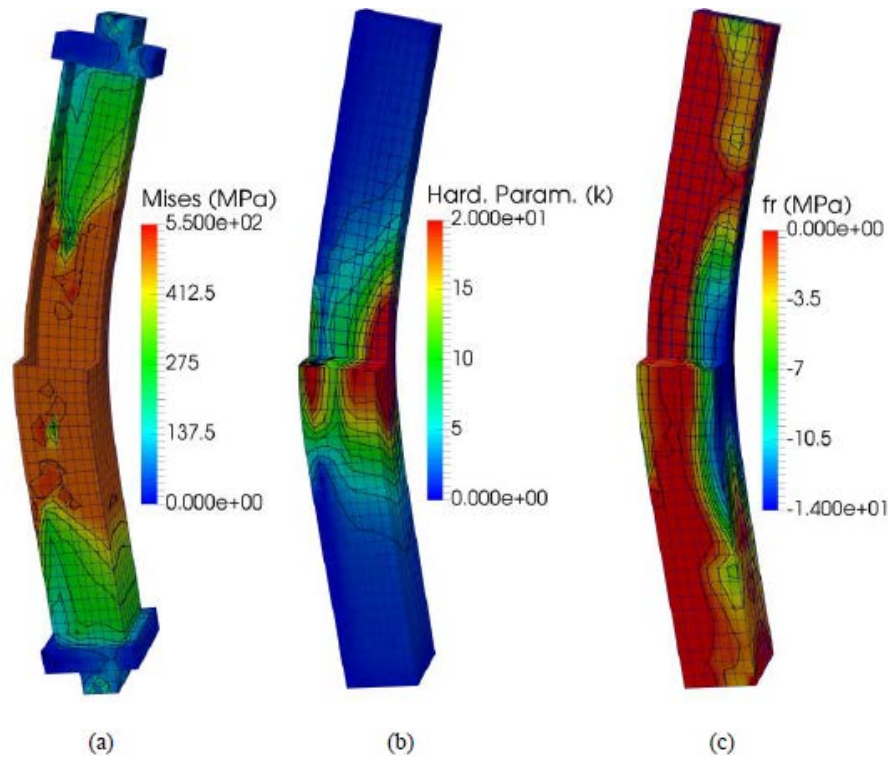 Mises (MPa)
5.500e+02
412.5
275
137.5
0.000e+00
Hard. Param. (k)
2.000e+01
15
10
5
0.000e+00
fr (MPa)
0.000e+00
-3.5
-7
-10.5
-1.400e+01
(a)
(b)
(c)